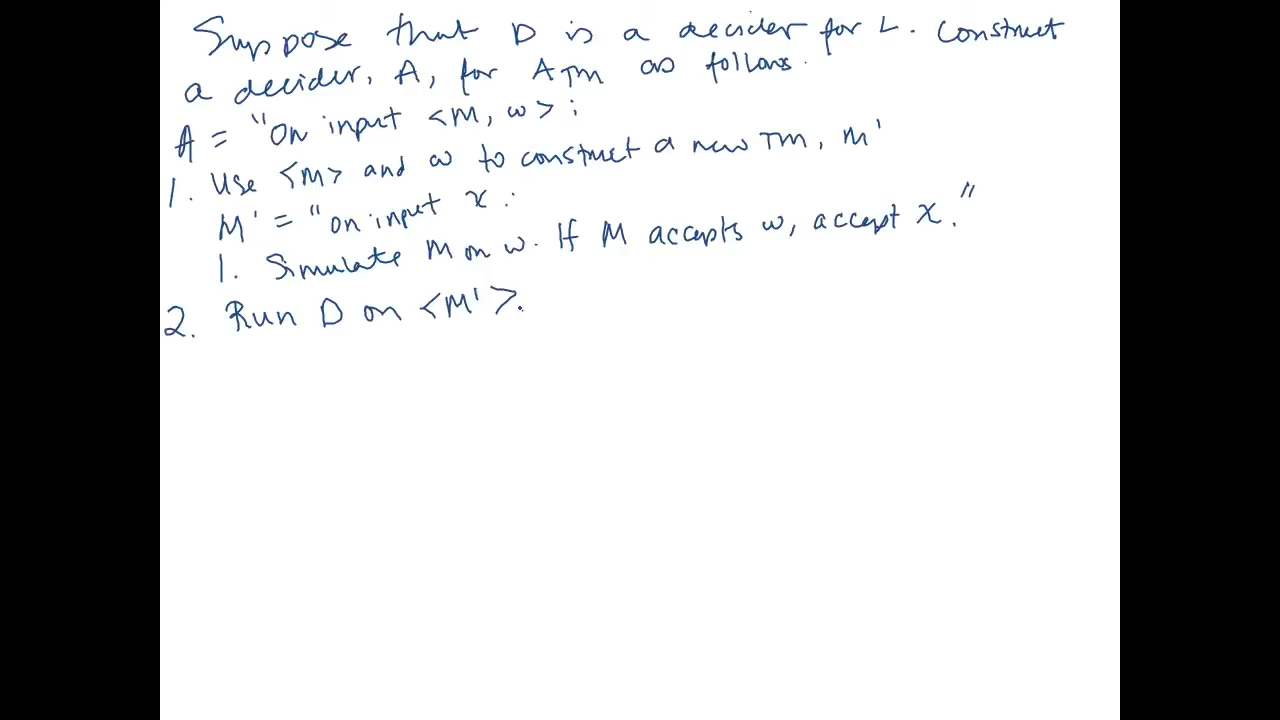 Suppose that D is a decider for L. Construct
a decider, A, for ATM as follows.
A = "On input <M, w> :
1. Use <M> and w to construct a new TM, M'
M' = "on input x :
1. Simulate M on w. If M accepts w, accept x."
2. Run D on <M'>.